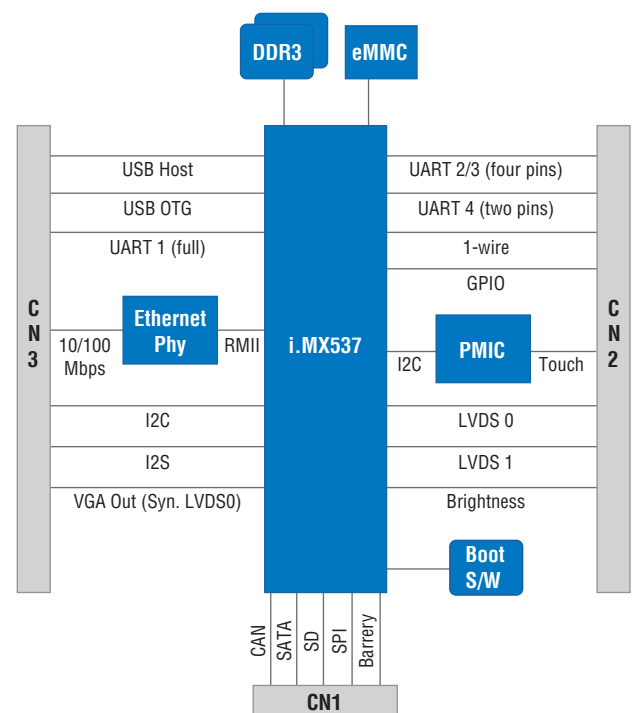 DDR3
eMMC
USB Host
UART 2/3 (four pins)
USB OTG
UART 4 (two pins)
UART 1 (full)
1-wire
GPIO
CN3
Ethernet
Phy
10/100
Mbps
RMII
i.MX537
I2C
PMIC
Touch
CN2
I2C
LVDS 0
I2S
LVDS 1
VGA Out (Syn. LVDS0)
Brightness
Boot
S/W
CAN
SATA
SD
SPI
Barrery
CN1